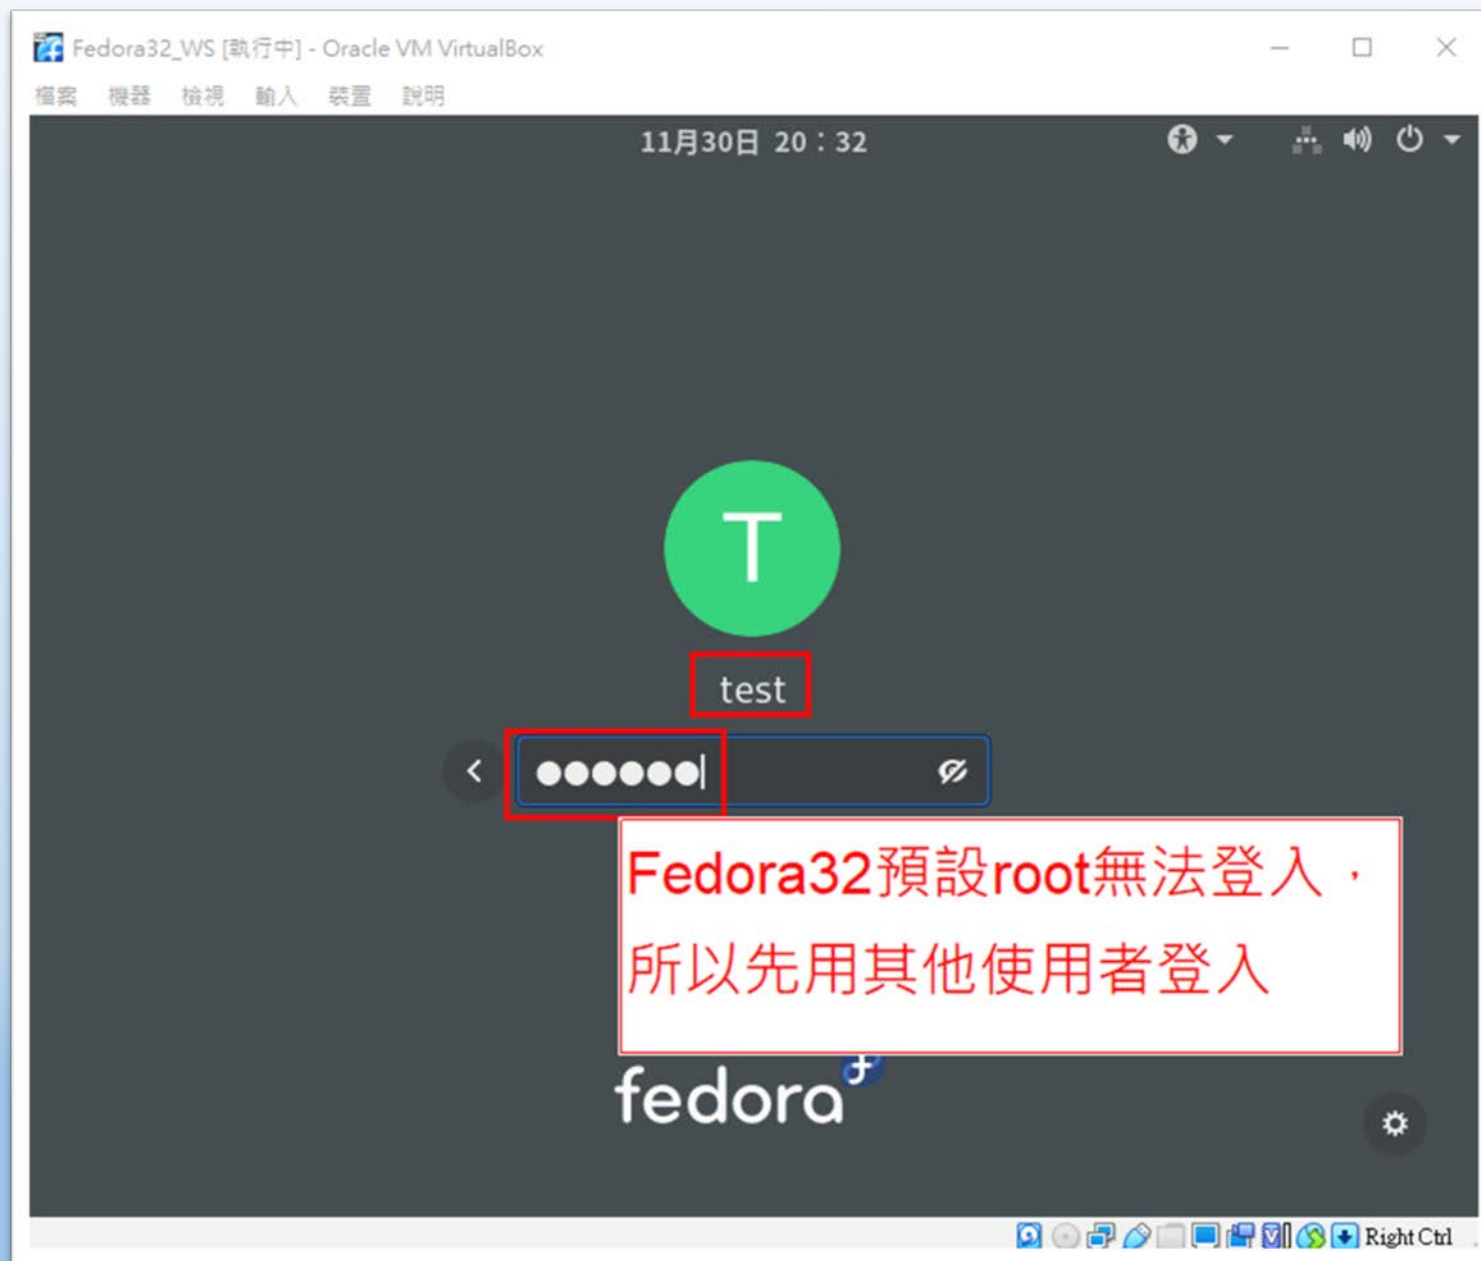 Fedora32_WS [執行中] - Oracle VM VirtualBox
檔案 機器 檢視 輸入 裝置 說明
11月30日 20：32
T
test
Fedora32預設root無法登入，
所以先用其他使用者登入
fedora
Right Ctrl